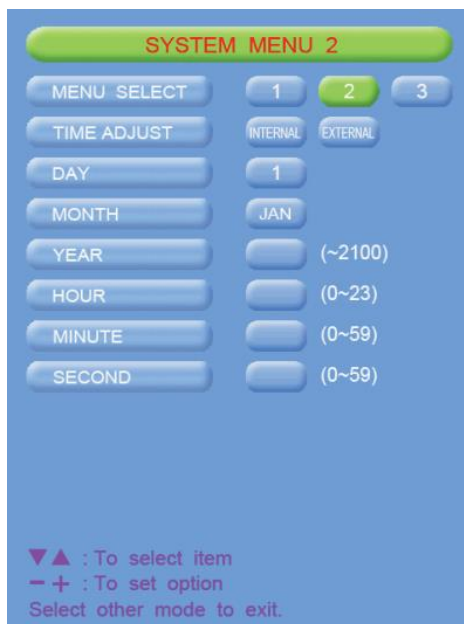 SYSTEM MENU 2
MENU SELECT 1 2 3
TIME ADJUST INTERNAL EXTERNAL
DAY 1
MONTH JAN
YEAR (~2100)
HOUR (0~23)
MINUTE (0~59)
SECOND (0~59)
▼▲ : To select item
− + : To set option
Select other mode to exit.